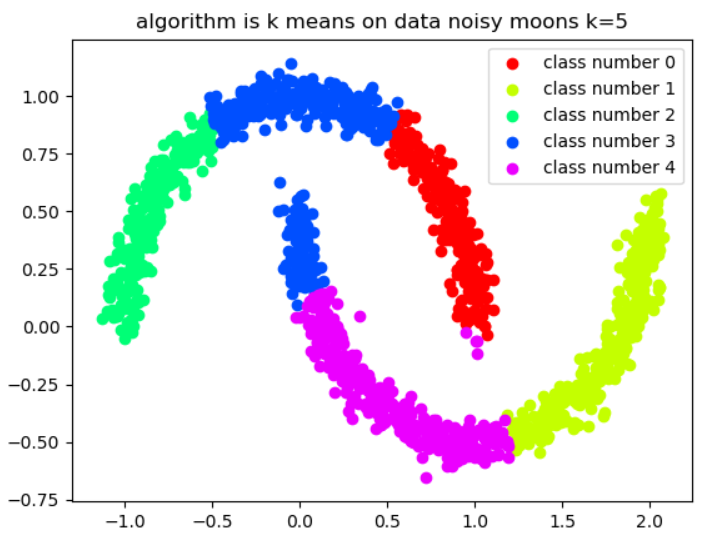 algorithm is k means on data noisy moons k=5
class number 0
class number 1
class number 2
class number 3
class number 4
1.00
0.75
0.50
0.25
0.00
−0.25
−0.50
−0.75
−1.0 −0.5 0.0 0.5 1.0 1.5 2.0